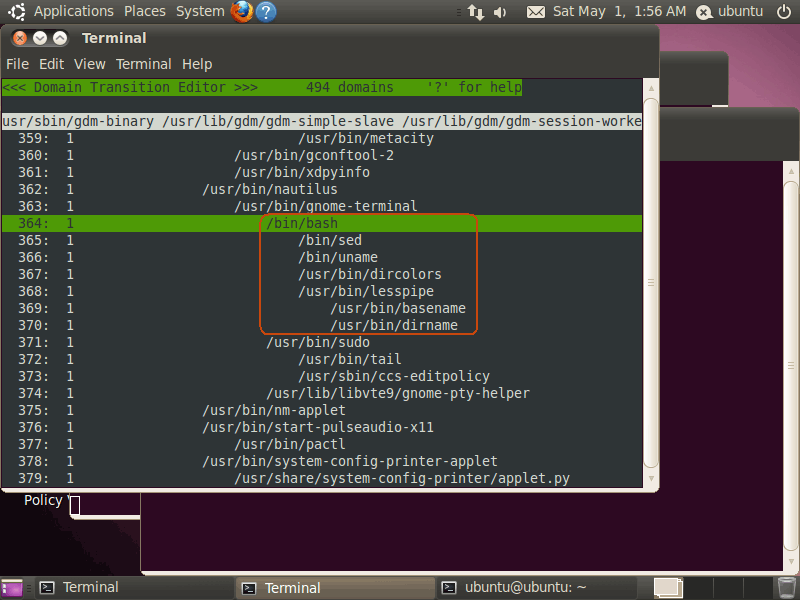 Applications Places System Sat May 1, 1:56 AM ubuntu
Terminal
File Edit View Terminal Help
<<< Domain Transition Editor >>> 494 domains '?' for help
usr/sbin/gdm-binary /usr/lib/gdm/gdm-simple-slave /usr/lib/gdm/gdm-session-worke
359: 1 /usr/bin/metacity
360: 1 /usr/bin/gconftool-2
361: 1 /usr/bin/xdpyinfo
362: 1 /usr/bin/nautilus
363: 1 /usr/bin/gnome-terminal
364: 1 /bin/bash
365: 1 /bin/sed
366: 1 /bin/uname
367: 1 /usr/bin/dircolors
368: 1 /usr/bin/lesspipe
369: 1 /usr/bin/basename
370: 1 /usr/bin/dirname
371: 1 /usr/bin/sudo
372: 1 /usr/bin/tail
373: 1 /usr/sbin/ccs-editpolicy
374: 1 /usr/lib/libvte9/gnome-pty-helper
375: 1 /usr/bin/nm-applet
376: 1 /usr/bin/start-pulseaudio-x11
377: 1 /usr/bin/pactl
378: 1 /usr/bin/system-config-printer-applet
379: 1 /usr/share/system-config-printer/applet.py
Policy
Terminal Terminal ubuntu@ubuntu: ~